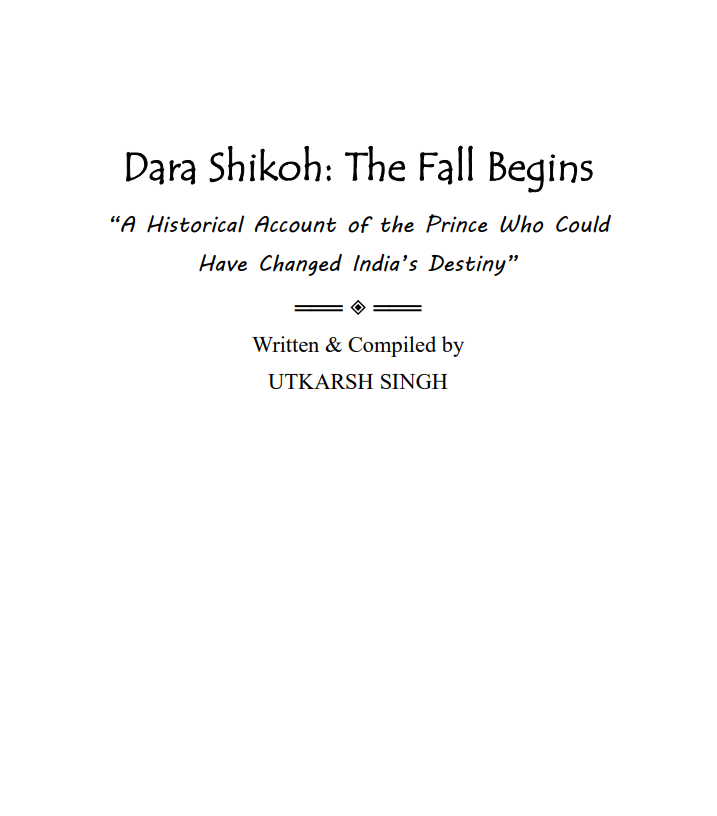 Dara Shikoh: The Fall Begins
“A Historical Account of the Prince Who Could
Have Changed India’s Destiny”
Written & Compiled by
UTKARSH SINGH